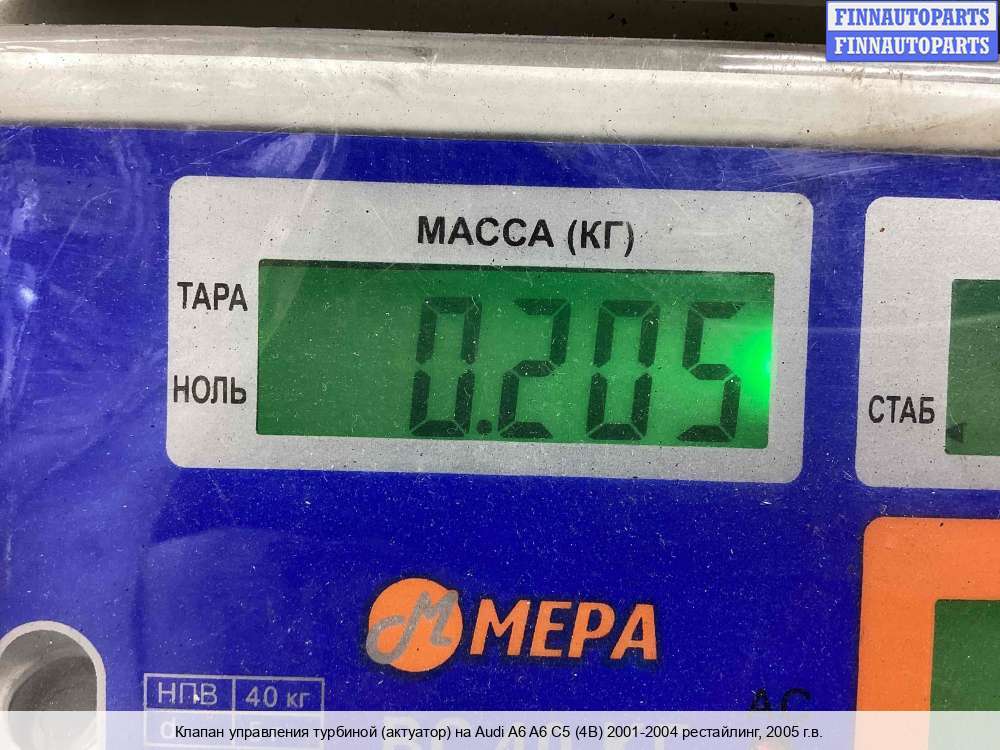 FINNAUTOPARTS
FINNAUTOPARTS
МАССА (КГ)
ТАРА
0.205
НОЛЬ
СТАБ
МЕРА
НПВ 40 кг
Клапан управления турбиной (актуатор) на Audi A6 A6 C5 (4B) 2001-2004 рестайлинг, 2005 г.в.